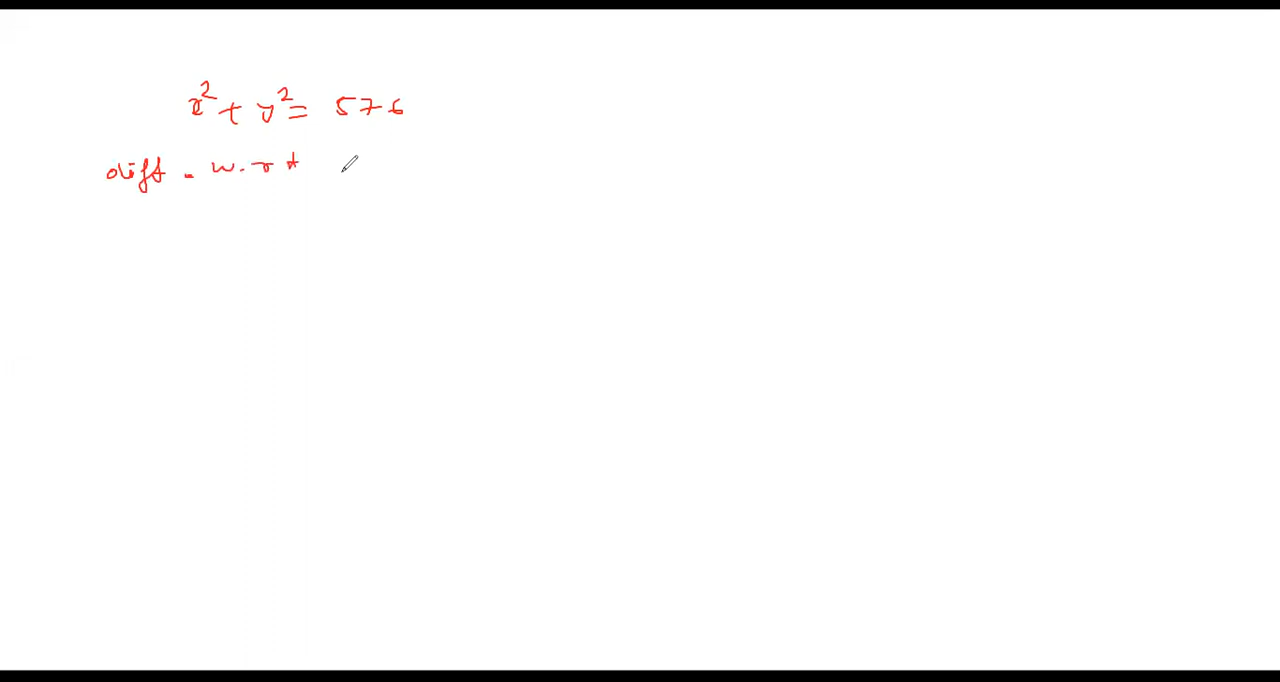 x² + y² = 576
diff. w.r.t